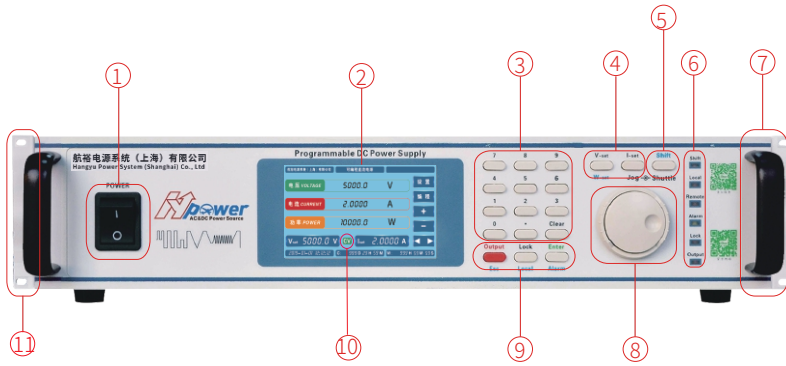 ①
②
③
④
⑤
⑥
⑦
航裕电源系统（上海）有限公司
Hangyu Power System (Shanghai) Co., Ltd
POWER
I
O
Hpower
AC&DC Power Source
Programmable DC Power Supply
电压 VOLTAGE 5000.0 V
电流 CURRENT 2.0000 A
功率 POWER 10000.0 W
+
−
Vset 5000.0 V CV Iset 2.0000 A ◀ ▶
7 8 9
4 5 6
1 2 3
0 · Clear
Output Lock Enter
Esc Local Alarm
V-set I-set Shift
W-set Jog Shuttle
Shift
Local
Remote
Alarm
Lock
Output
⑧
⑨
⑩
⑪